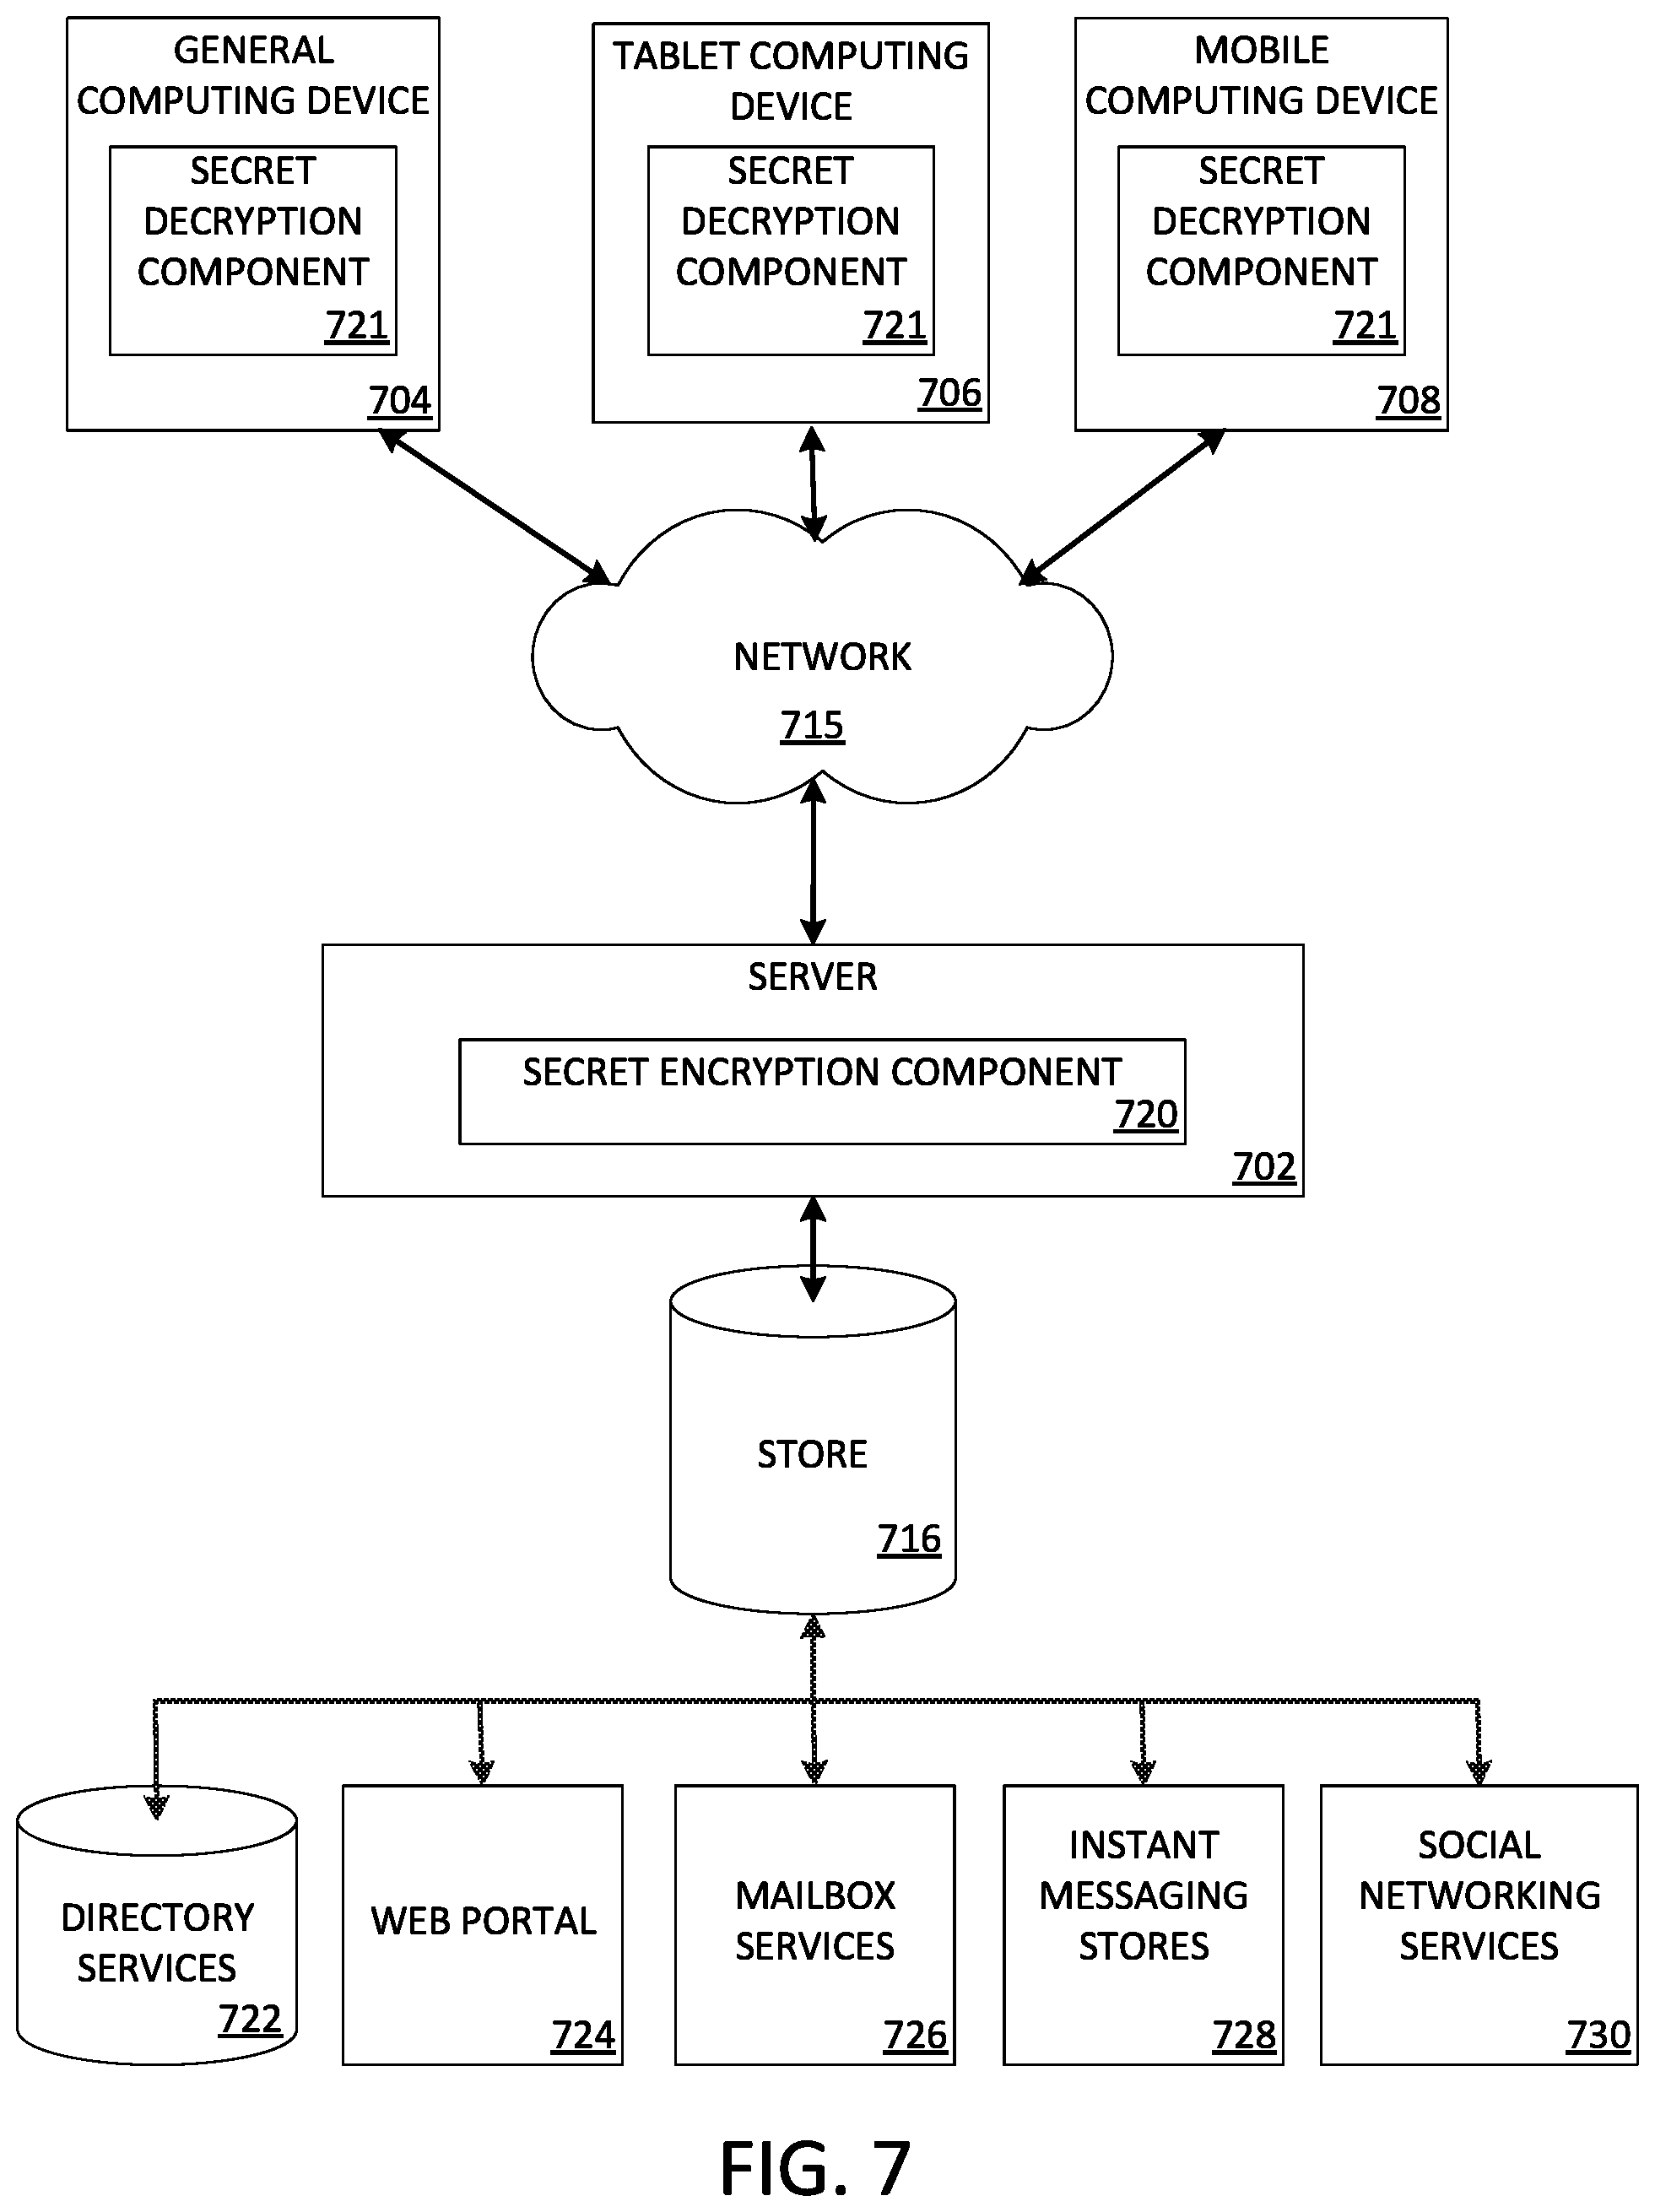 GENERAL
COMPUTING DEVICE
SECRET
DECRYPTION
COMPONENT
721
704
TABLET COMPUTING
DEVICE
SECRET
DECRYPTION
COMPONENT
721
706
MOBILE
COMPUTING DEVICE
SECRET
DECRYPTION
COMPONENT
721
708
NETWORK
715
SERVER
SECRET ENCRYPTION COMPONENT
720
702
STORE
716
DIRECTORY
SERVICES
722
WEB PORTAL
724
MAILBOX
SERVICES
726
INSTANT
MESSAGING
STORES
728
SOCIAL
NETWORKING
SERVICES
730
FIG. 7